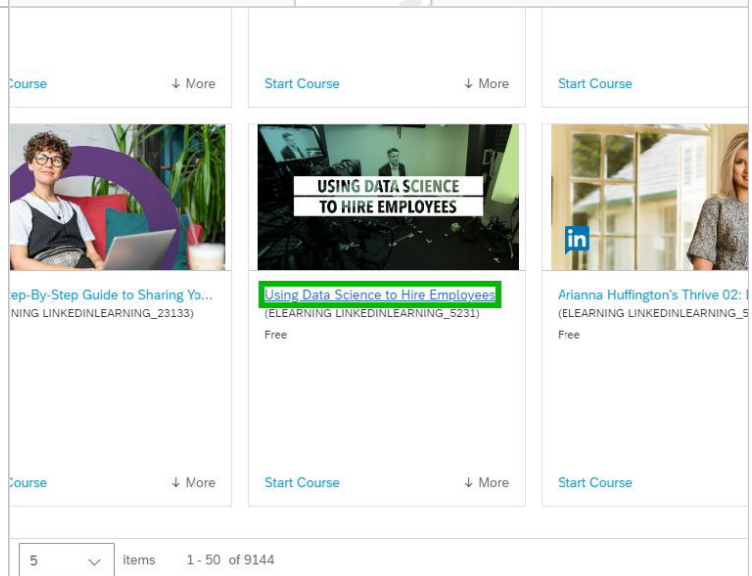 Course ↓ More Start Course ↓ More Start Course
USING DATA SCIENCE
TO HIRE EMPLOYEES
in
ep-By-Step Guide to Sharing Yo...
NING LINKEDINLEARNING_23133)
Using Data Science to Hire Employees
(ELEARNING LINKEDINLEARNING_5231)
Free
Arianna Huffington's Thrive 02:
(ELEARNING LINKEDINLEARNING_5
Free
Course ↓ More Start Course ↓ More Start Course
5 items 1 - 50 of 9144